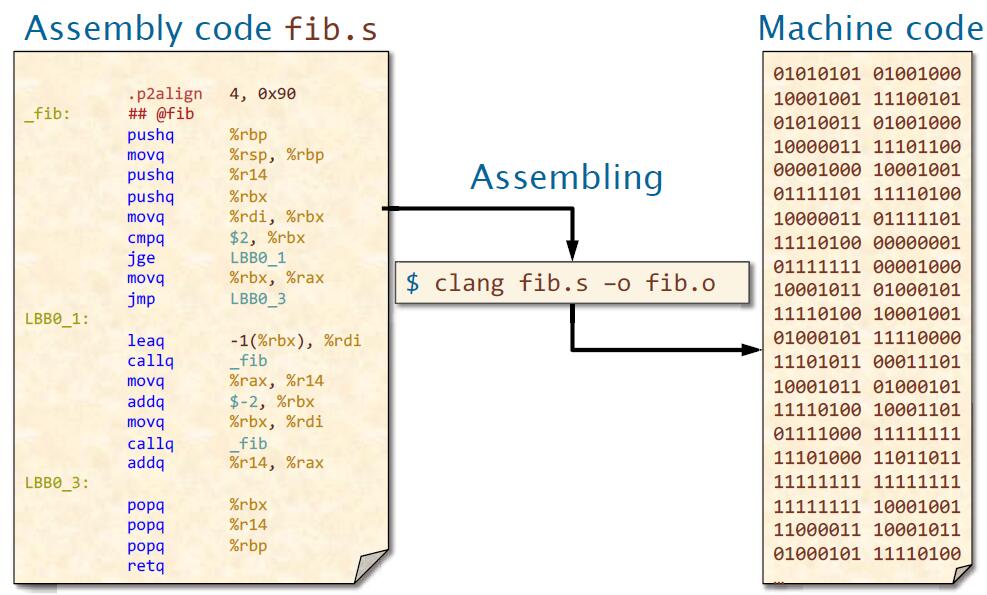 Assembly code fib.s
.p2align 4, 0x90
_fib: ## @fib
pushq %rbp
movq %rsp, %rbp
pushq %r14
pushq %rbx
movq %rdi, %rbx
cmpq $2, %rbx
jge LBB0_1
movq %rbx, %rax
jmp LBB0_3
LBB0_1:
leaq -1(%rbx), %rdi
callq _fib
movq %rax, %r14
addq $-2, %rbx
movq %rbx, %rdi
callq _fib
addq %r14, %rax
LBB0_3:
popq %rbx
popq %r14
popq %rbp
retq
Assembling
$ clang fib.s –o fib.o
Machine code
01010101 01001000
10001001 11100101
01010011 01001000
10000011 11101100
00001000 10001001
01111101 11110100
10000011 01111101
11110100 00000001
01111111 00001000
10001011 01000101
11110100 10001001
01000101 11110000
11101011 00011101
10001011 01000101
11110100 10001101
01111000 11111111
11101000 11011011
11111111 11111111
11111111 10001001
11000011 10001011
01000101 11110100
…